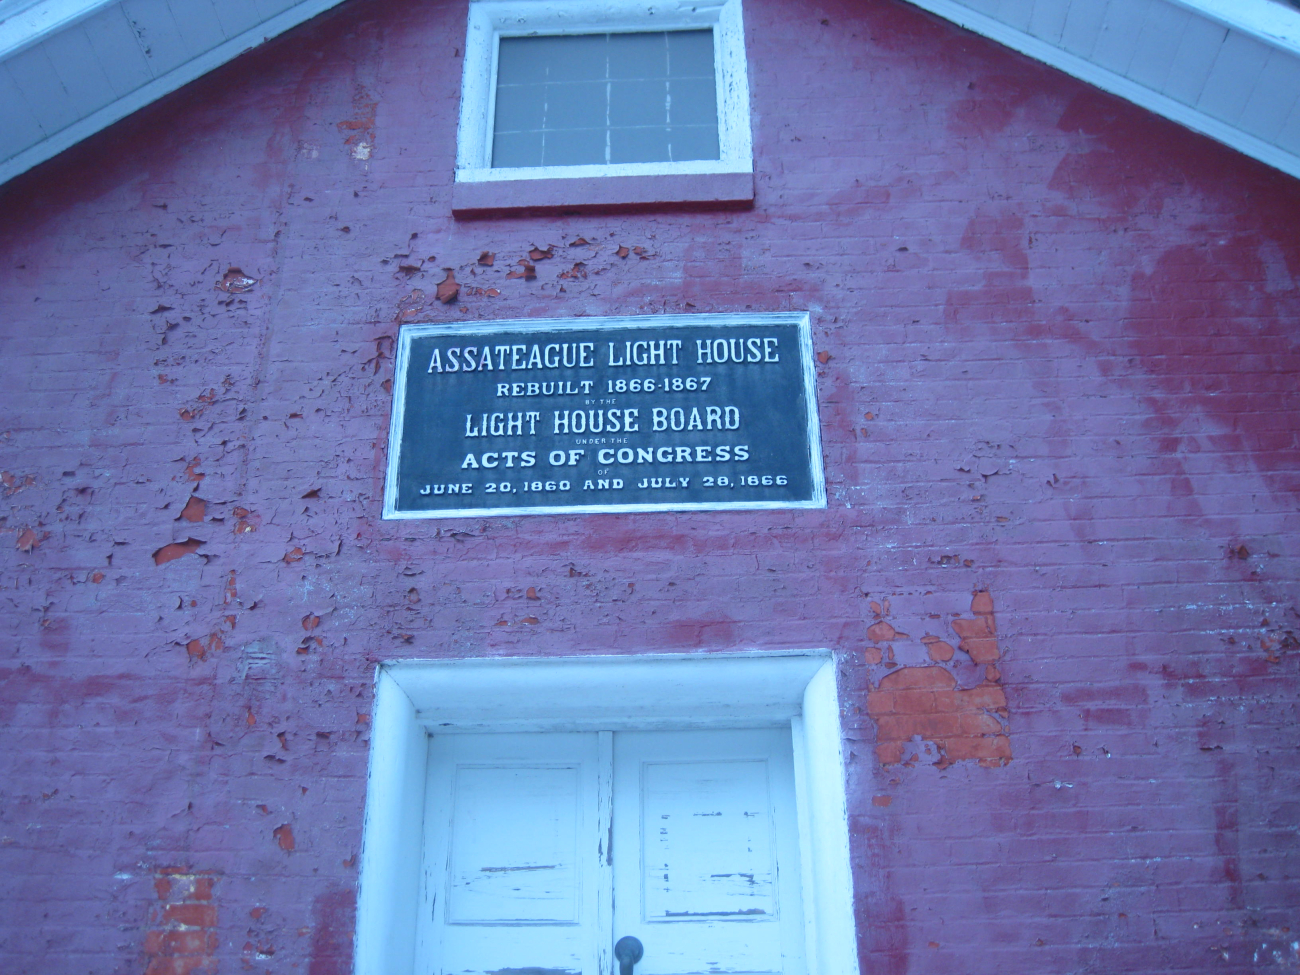 ASSATEAGUE LIGHT HOUSE
REBUILT 1866-1867
BY THE
LIGHT HOUSE BOARD
UNDER THE
ACTS OF CONGRESS
OF
JUNE 20, 1860 AND JULY 28, 1866